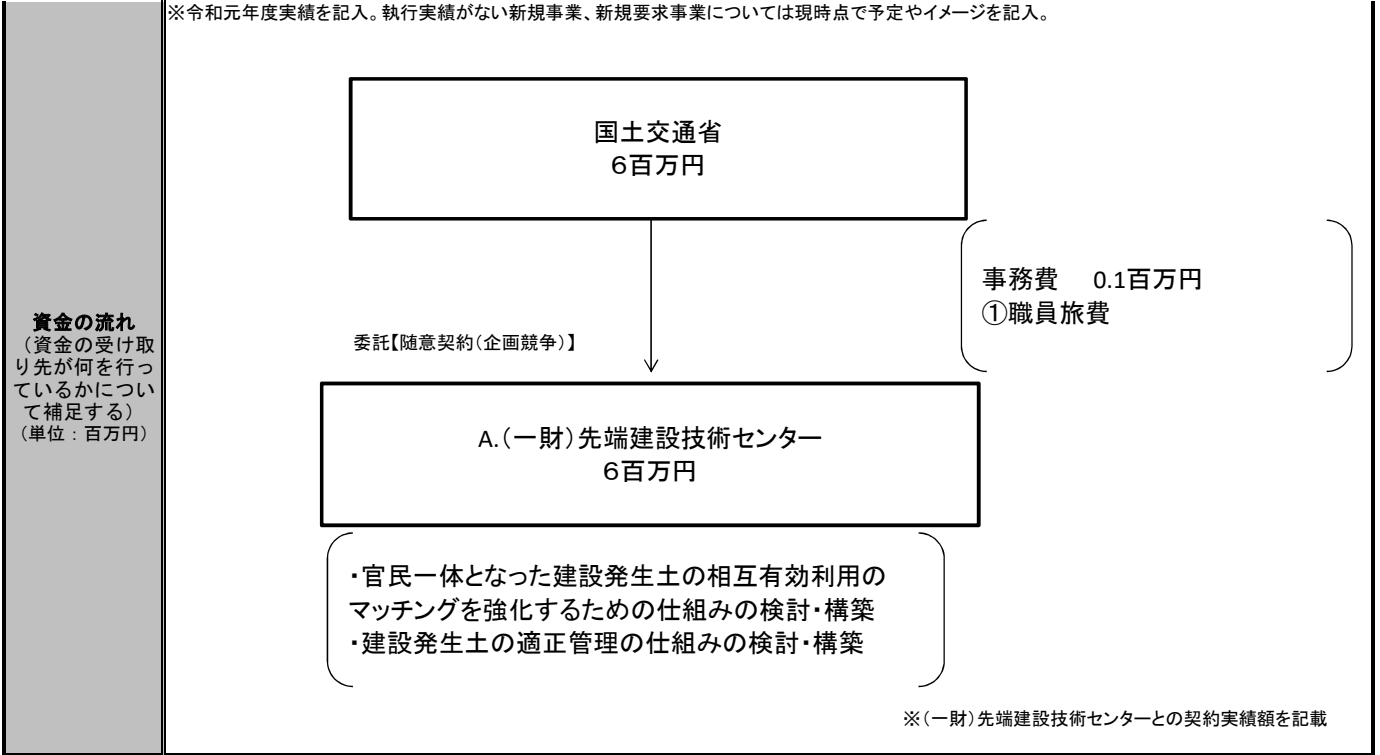 ※令和元年度実績を記入。執行実績がない新規事業、新規要求事業については現時点で予定やイメージを記入。
資金の流れ
（資金の受け取
り先が何を行っ
ているかについ
て補足する）
（単位：百万円）
国土交通省
６百万円
事務費　0.1百万円
①職員旅費
委託【随意契約（企画競争）】
A.（一財）先端建設技術センター
６百万円
・官民一体となった建設発生土の相互有効利用の
マッチングを強化するための仕組みの検討・構築
・建設発生土の適正管理の仕組みの検討・構築
※（一財）先端建設技術センターとの契約実績額を記載